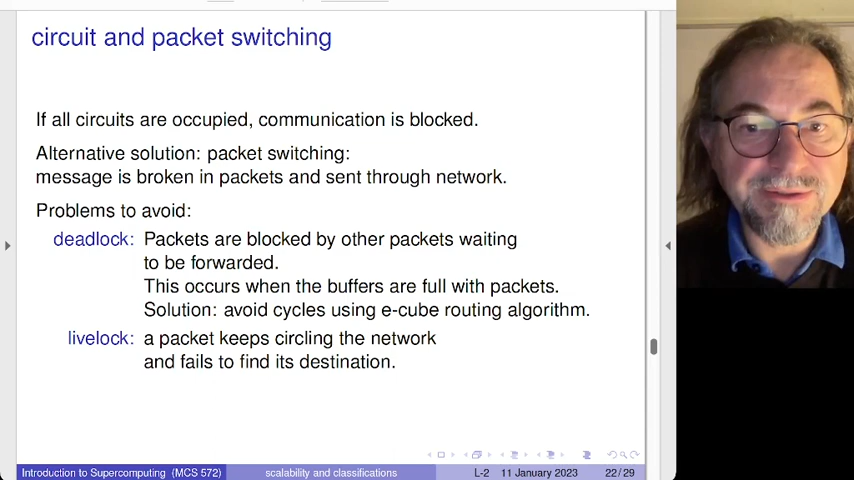 circuit and packet switching
If all circuits are occupied, communication is blocked.
Alternative solution: packet switching:
message is broken in packets and sent through network.
Problems to avoid:
deadlock: Packets are blocked by other packets waiting
to be forwarded.
This occurs when the buffers are full with packets.
Solution: avoid cycles using e-cube routing algorithm.
livelock: a packet keeps circling the network
and fails to find its destination.
Introduction to Supercomputing (MCS 572) scalability and classifications L-2 11 January 2023 22 / 29